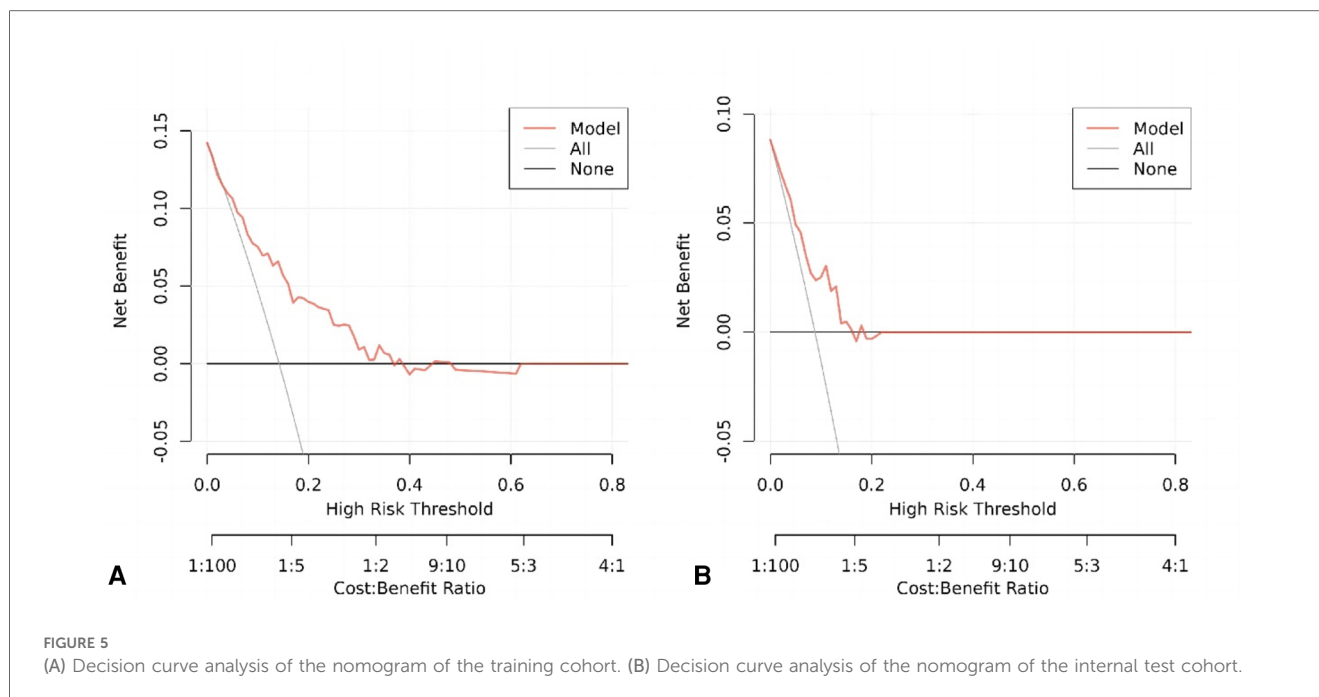 0.15
0.10
0.05
0.00
-0.05
Net Benefit
Model
All
None
0.0 0.2 0.4 0.6 0.8
High Risk Threshold
1:100 1:5 1:2 9:10 5:3 4:1
Cost:Benefit Ratio
A
0.10
0.05
0.00
-0.05
Net Benefit
Model
All
None
0.0 0.2 0.4 0.6 0.8
High Risk Threshold
1:100 1:5 1:2 9:10 5:3 4:1
Cost:Benefit Ratio
B
FIGURE 5
(A) Decision curve analysis of the nomogram of the training cohort. (B) Decision curve analysis of the nomogram of the internal test cohort.